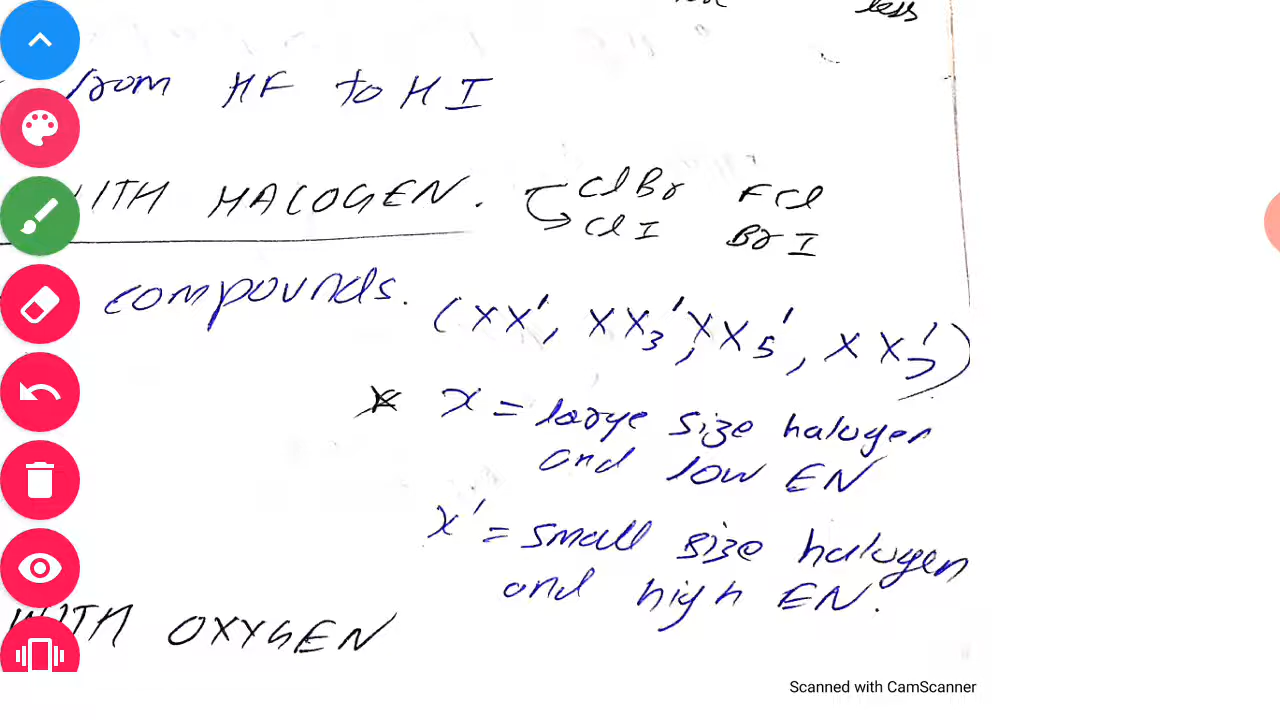 less
from HF to HI
WITH HALOGEN. ClBr FCl
ClI BrI
compounds. (XX', XX3', XX5', XX7')
* X = large size halogen
and low EN
X' = small size halogen
and high EN.
WITH OXYGEN
Scanned with CamScanner